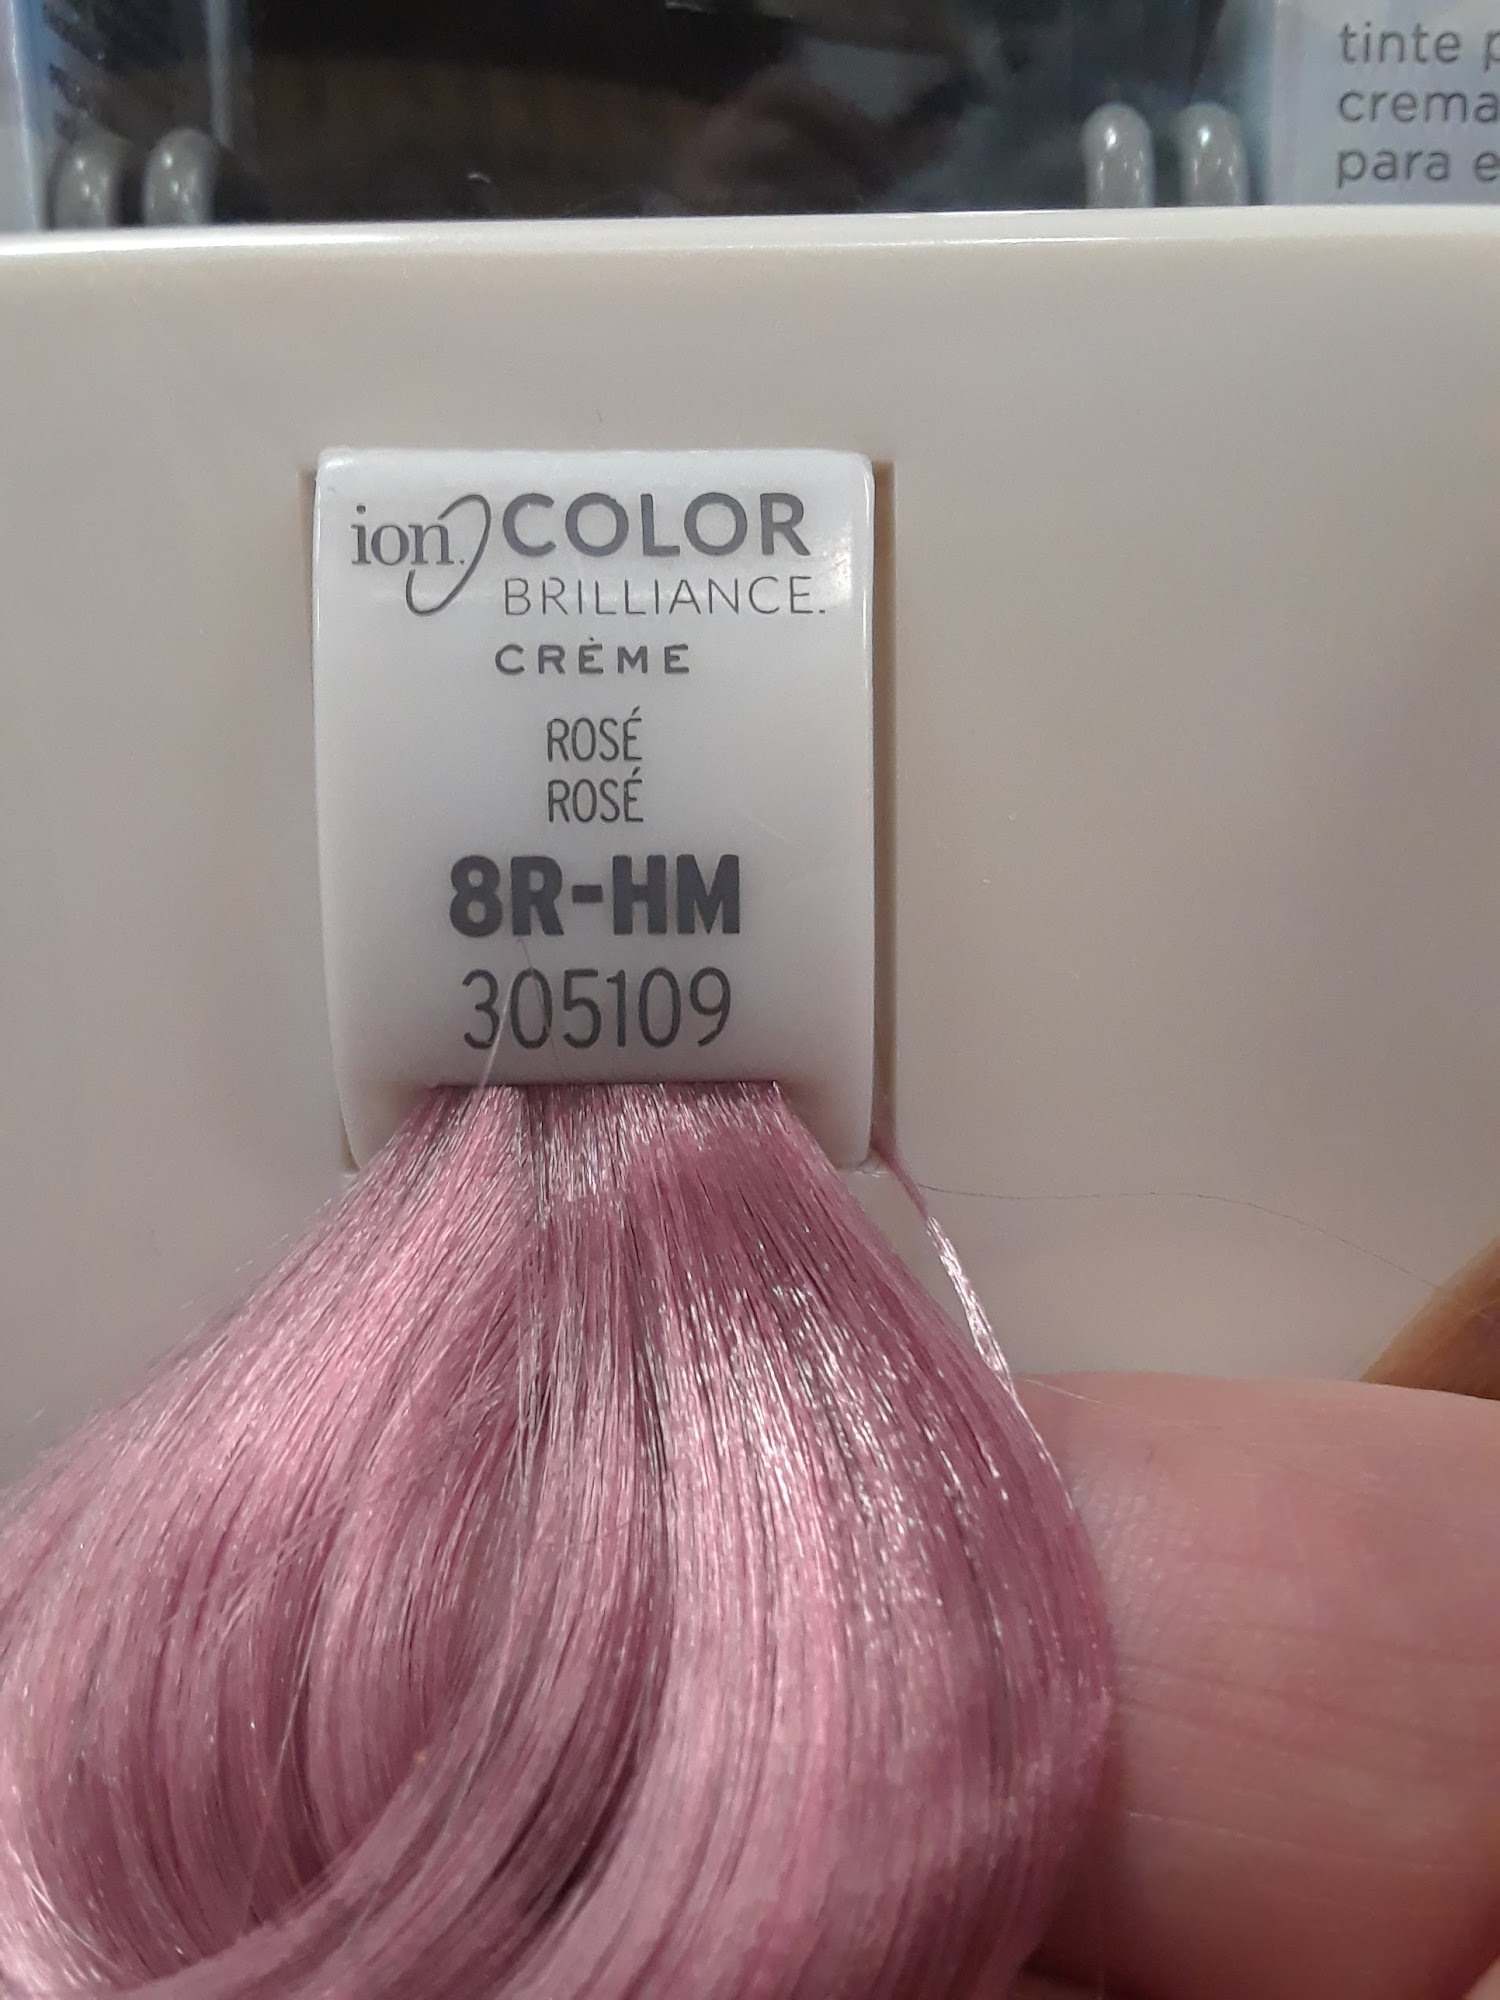 tinte
crema
para
ion COLOR
BRILLIANCE.
CRÈME
ROSÉ
ROSÉ
8R-HM
305109